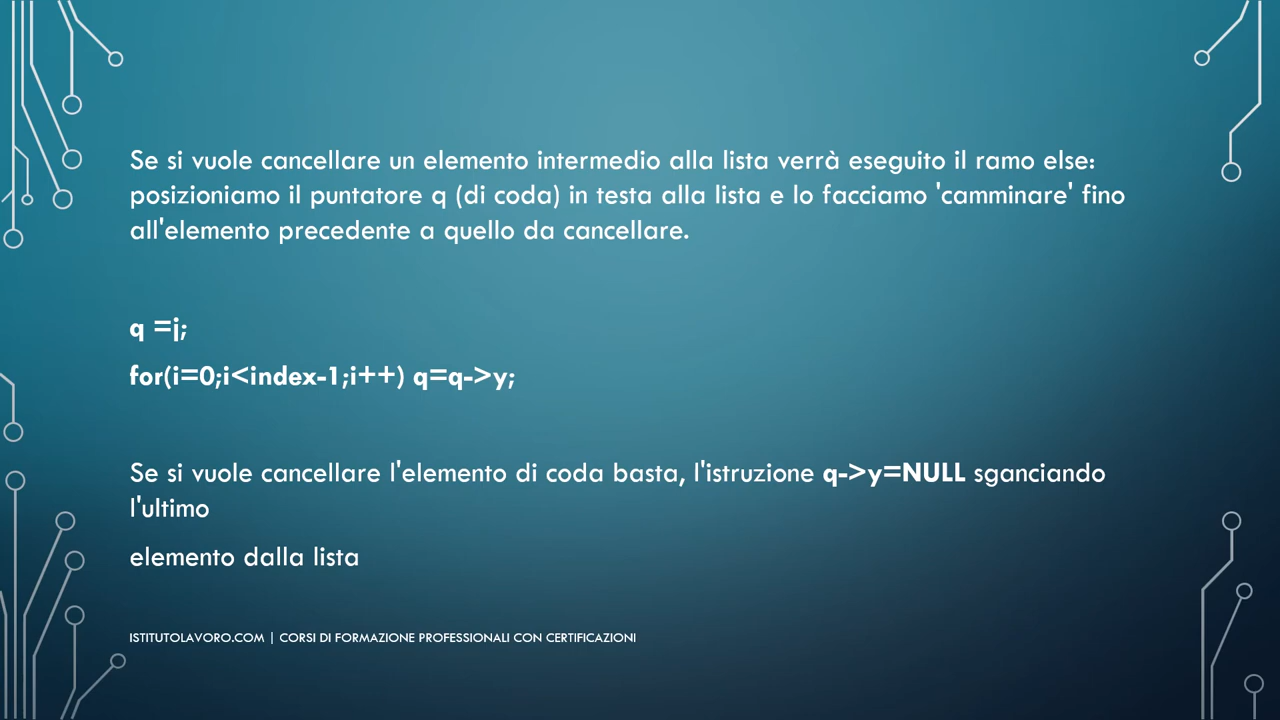 Se si vuole cancellare un elemento intermedio alla lista verrà eseguito il ramo else:
posizioniamo il puntatore q (di coda) in testa alla lista e lo facciamo 'camminare' fino
all'elemento precedente a quello da cancellare.
q =j;
for(i=0;i<index-1;i++) q=q->y;
Se si vuole cancellare l'elemento di coda basta, l'istruzione q->y=NULL sganciando
l'ultimo
elemento dalla lista
ISTITUTOLAVORO.COM | CORSI DI FORMAZIONE PROFESSIONALI CON CERTIFICAZIONI